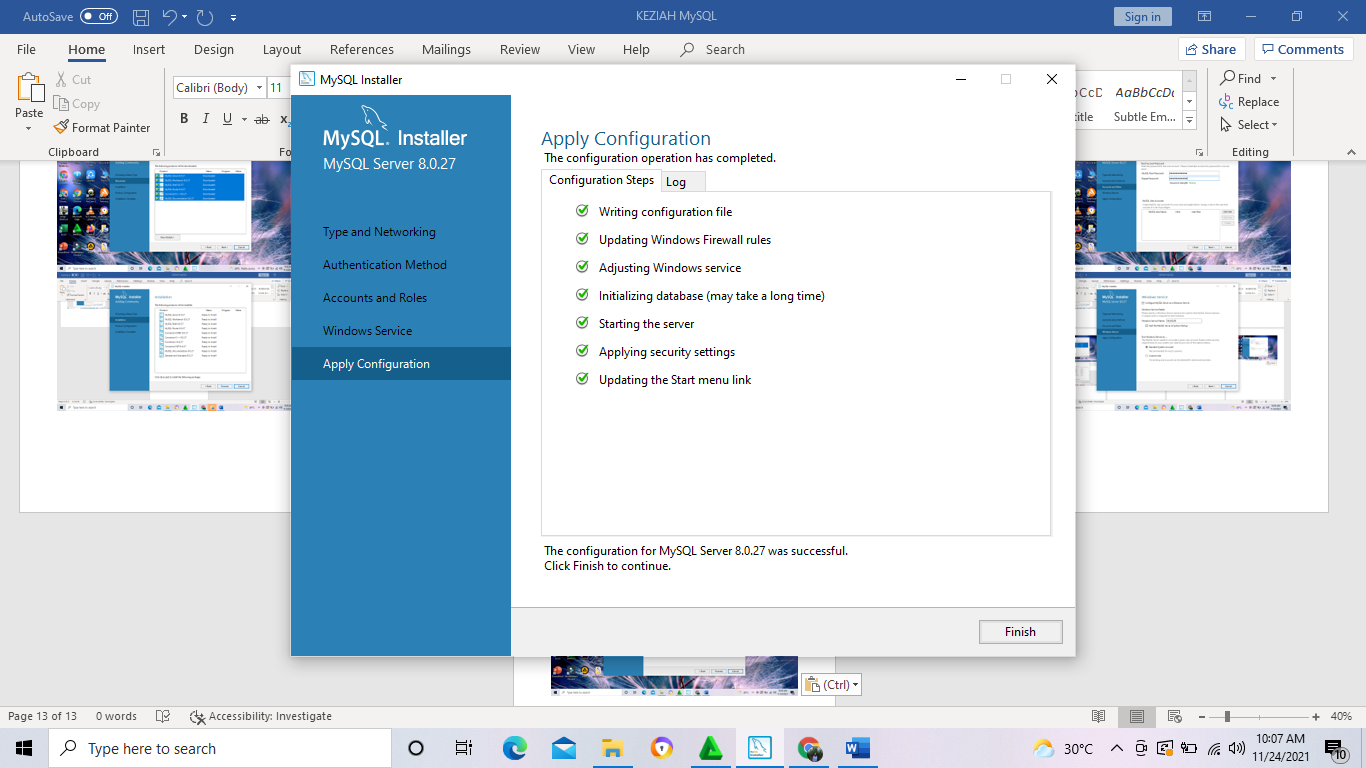 AutoSave Off
KEZIAH MySQL
Sign in
File Home Insert Design Layout References Mailings Review View Help Search
Share Comments
Paste
Cut
Copy
Format Painter
Clipboard
Calibri (Body) 11
B I U ab
AaBbCcDc
Subtle Em...
Find
Replace
Select
Editing
MySQL Installer
MySQL. Installer
MySQL Server 8.0.27
Type and Networking
Authentication Method
Accounts and Roles
Windows Service
Apply Configuration
Apply Configuration
The configuration operation has completed.
Configuration Steps Log
Writing configuration file
Updating Windows Firewall rules
Adjusting Windows service
Initializing database (may take a long time)
Starting the server
Applying security settings
Updating the Start menu link
The configuration for MySQL Server 8.0.27 was successful.
Click Finish to continue.
Finish
(Ctrl)
Page 13 of 13 0 words Accessibility: Investigate
40%
Type here to search
30°C
10:07 AM
11/24/2021
10